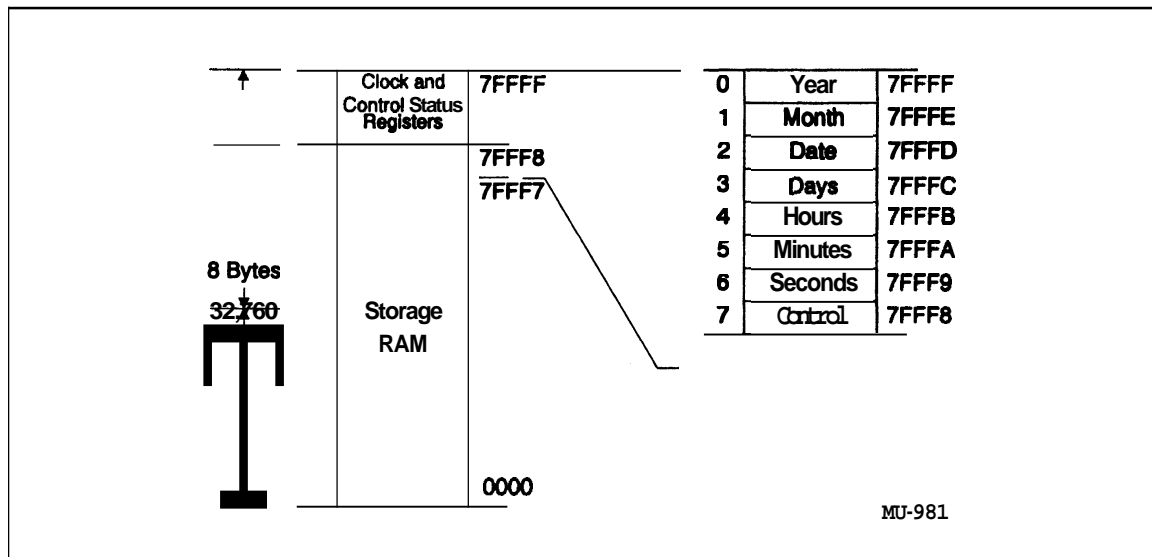 Clock and
Control Status
Registers
7FFFF
7FFF8
7FFF7
8 Bytes
32,760
Storage
RAM
0000
0 Year 7FFFF
1 Month 7FFFE
2 Date 7FFFD
3 Days 7FFFC
4 Hours 7FFFB
5 Minutes 7FFFA
6 Seconds 7FFF9
7 Control 7FFF8
MU-981